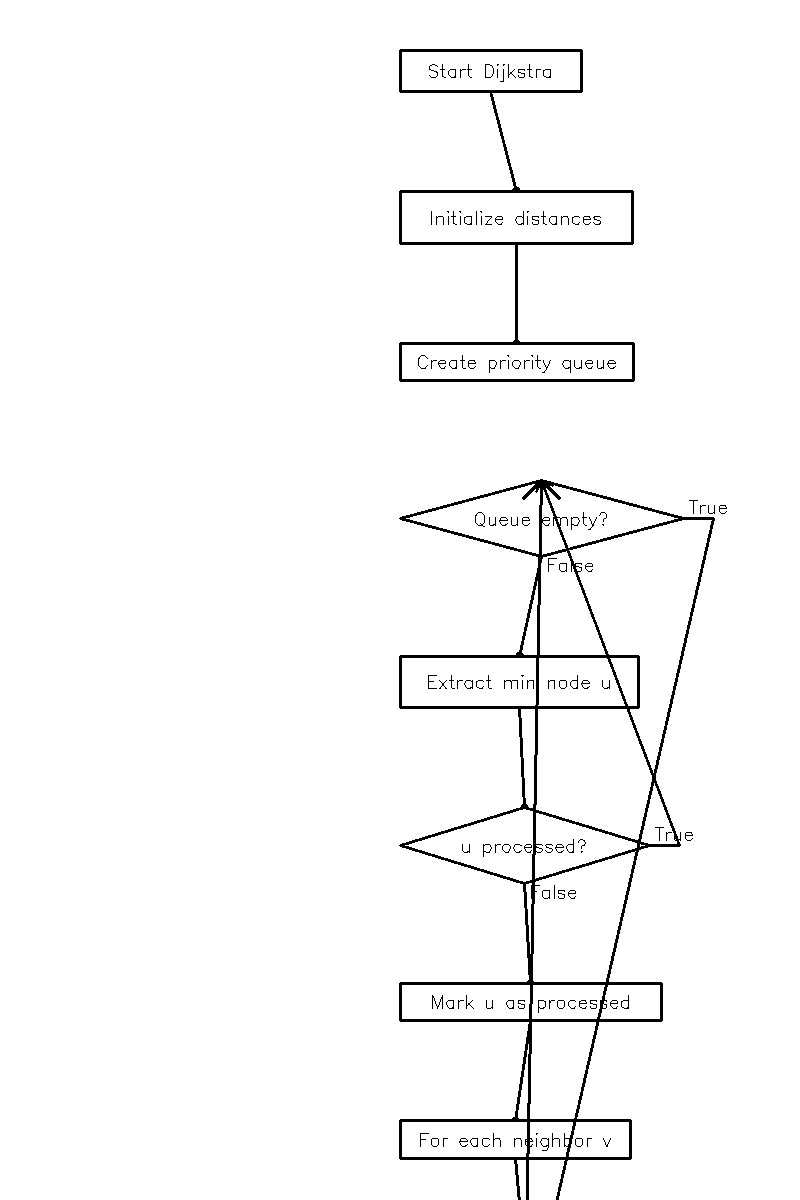 Start Dijkstra
Initialize distances
Create priority queue
True
Queue empty?
False
Extract min node u
True
u processed?
False
Mark u as processed
For each neighbor v